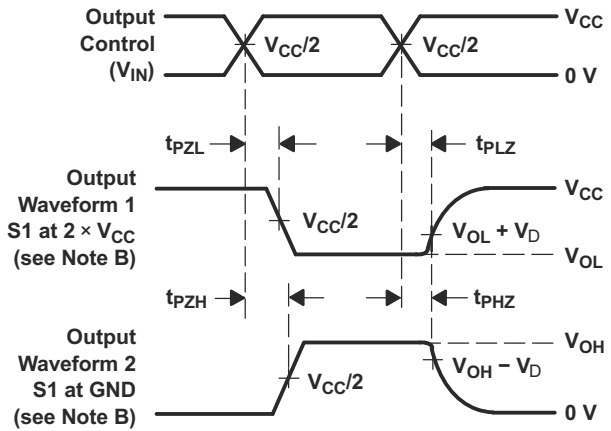 Output
Control
(VIN)
VCC/2
VCC/2
VCC
0 V
tPZL
tPLZ
Output
Waveform 1
S1 at 2 × VCC
(see Note B)
VCC/2
VCC
VOL + VD
VOL
tPZH
tPHZ
Output
Waveform 2
S1 at GND
(see Note B)
VCC/2
VOH
VOH − VD
0 V